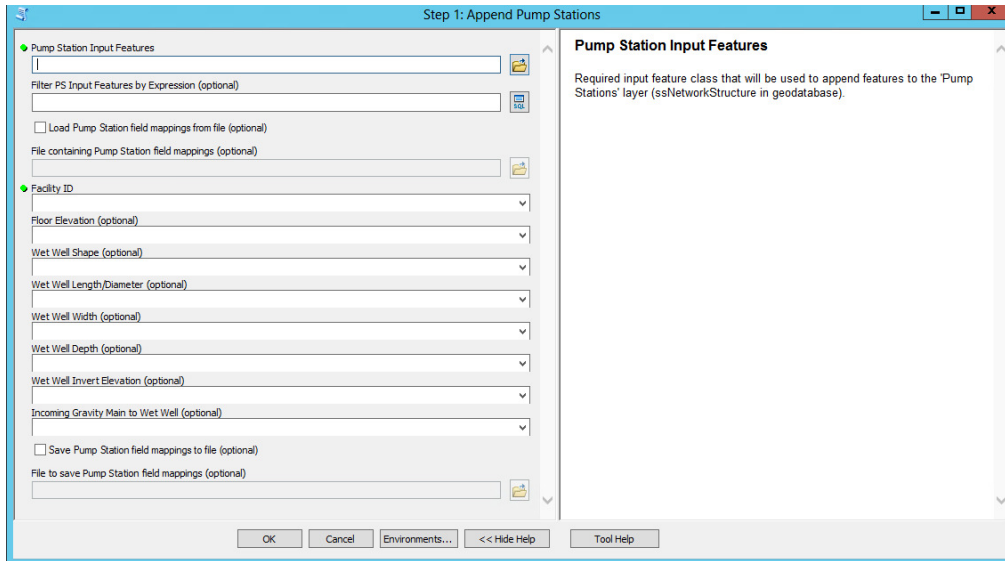 Step 1: Append Pump Stations
Pump Station Input Features
Filter PS Input Features by Expression (optional)
SQL
Load Pump Station field mappings from file (optional)
File containing Pump Station field mappings (optional)
Facility ID
Floor Elevation (optional)
Wet Well Shape (optional)
Wet Well Length/Diameter (optional)
Wet Well Width (optional)
Wet Well Depth (optional)
Wet Well Invert Elevation (optional)
Incoming Gravity Main to Wet Well (optional)
Save Pump Station field mappings to file (optional)
File to save Pump Station field mappings (optional)
Pump Station Input Features
Required input feature class that will be used to append features to the 'Pump
Stations' layer (ssNetworkStructure in geodatabase).
OK Cancel Environments... << Hide Help Tool Help